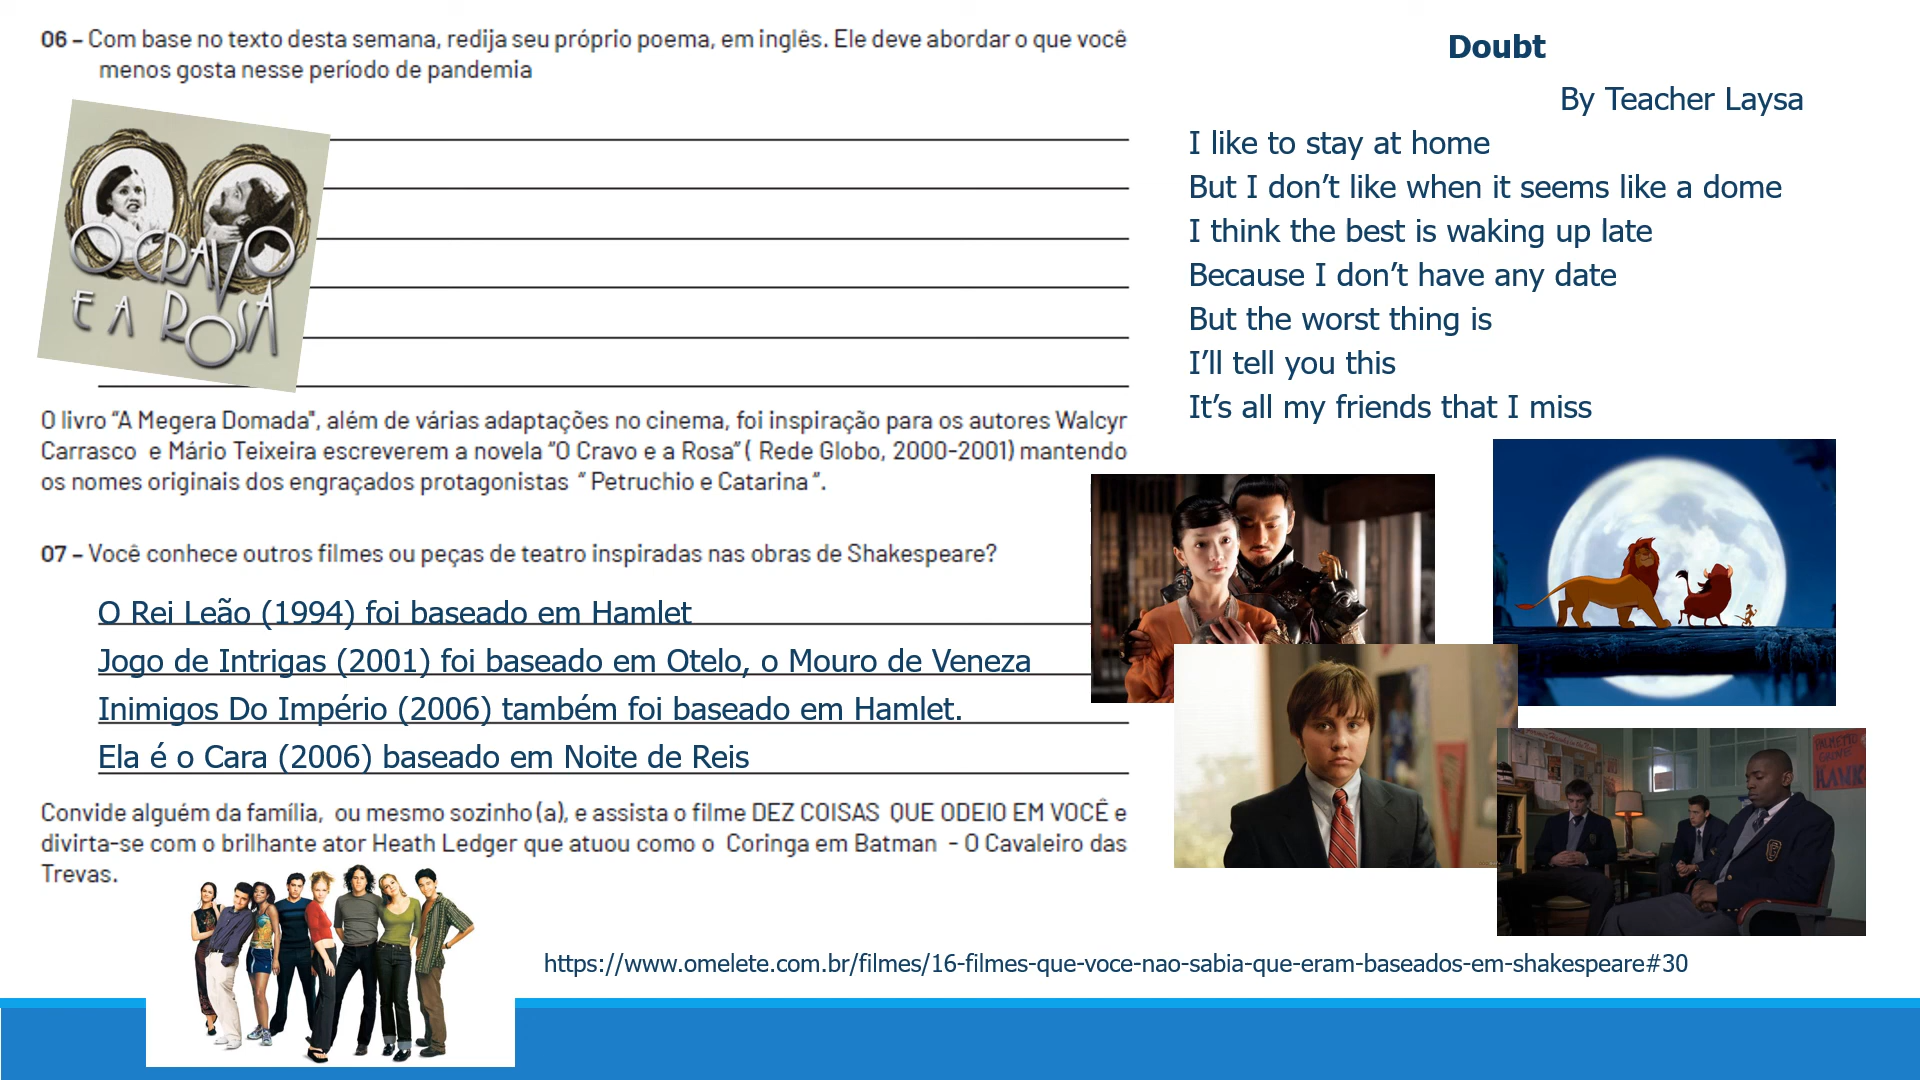 06 – Com base no texto desta semana, redija seu próprio poema, em inglês. Ele deve abordar o que você
menos gosta nesse período de pandemia
O CRAVO
E A ROSA
O livro “A Megera Domada", além de várias adaptações no cinema, foi inspiração para os autores Walcyr
Carrasco e Mário Teixeira escreverem a novela “O Cravo e a Rosa” ( Rede Globo, 2000-2001) mantendo
os nomes originais dos engraçados protagonistas “ Petruchio e Catarina “.
07 – Você conhece outros filmes ou peças de teatro inspiradas nas obras de Shakespeare?
O Rei Leão (1994) foi baseado em Hamlet
Jogo de Intrigas (2001) foi baseado em Otelo, o Mouro de Veneza
Inimigos Do Império (2006) também foi baseado em Hamlet.
Ela é o Cara (2006) baseado em Noite de Reis
Convide alguém da família, ou mesmo sozinho(a), e assista o filme DEZ COISAS QUE ODEIO EM VOCÊ e
divirta-se com o brilhante ator Heath Ledger que atuou como o Coringa em Batman - O Cavaleiro das
Trevas.
Doubt
By Teacher Laysa
I like to stay at home
But I don’t like when it seems like a dome
I think the best is waking up late
Because I don’t have any date
But the worst thing is
I’ll tell you this
It’s all my friends that I miss
PALMETTO
GROVE
HAWK
https://www.omelete.com.br/filmes/16-filmes-que-voce-nao-sabia-que-eram-baseados-em-shakespeare#30